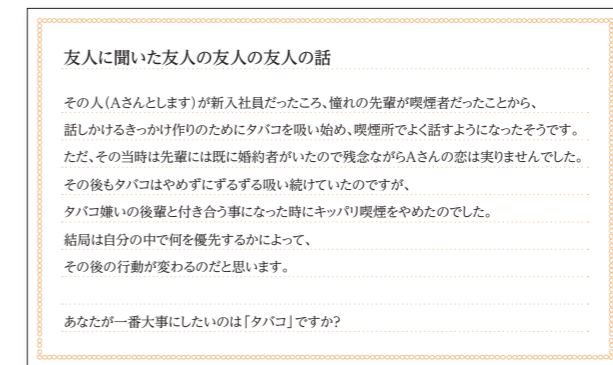 友人に聞いた友人の友人の友人の話
その人（Aさんとします）が新入社員だったころ、憧れの先輩が喫煙者だったことから、
話しかけるきっかけ作りのためにタバコを吸い始め、喫煙所でよく話すようになったそうです。
ただ、その当時は先輩には既に婚約者がいたので残念ながらAさんの恋は実りませんでした。
その後もタバコはやめずにずるずる吸い続けていたのですが、
タバコ嫌いの後輩と付き合う事になった時にキッパリ喫煙をやめたのでした。
結局は自分の中で何を優先するかによって、
その後の行動が変わるのだと思います。
あなたが一番大事にしたいのは「タバコ」ですか?